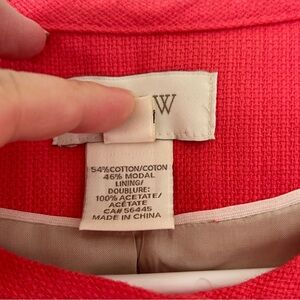 W
54%COTTON/COTON
46% MODAL
LINING/
DOUBLURE:
100% ACETATE/
ACÉTATE
CA# 56445
MADE IN CHINA